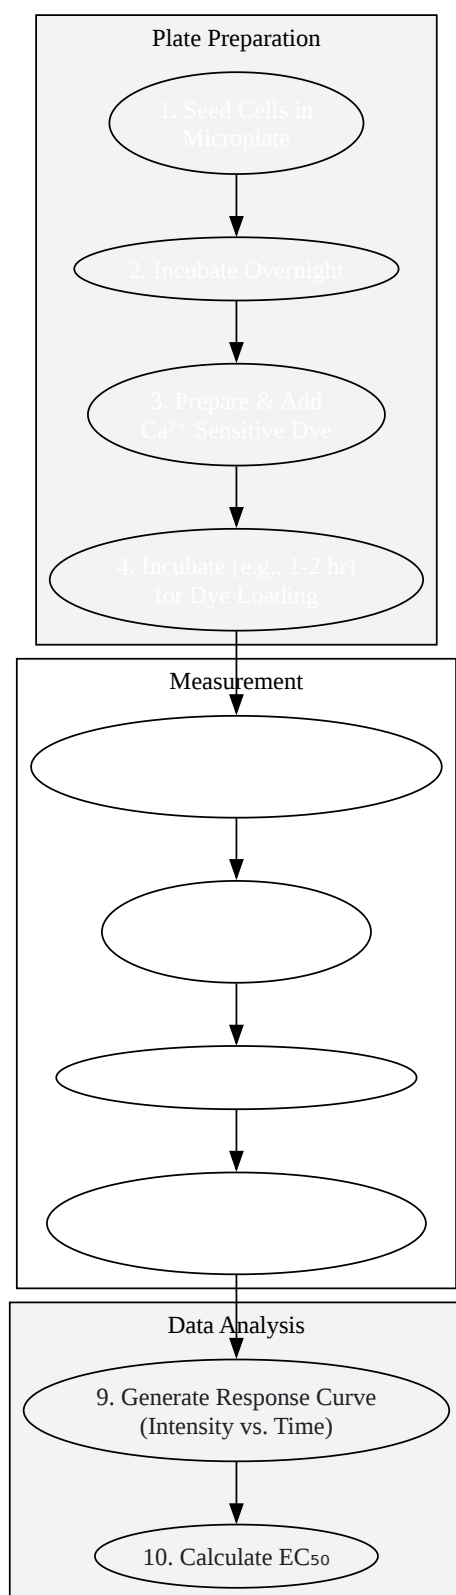 Plate Preparation
1. Seed Cells in
Microplate
2. Incubate Overnight
3. Prepare & Add
Ca²⁺ Sensitive Dye
4. Incubate (e.g., 1-2 hr)
for Dye Loading
Measurement
Data Analysis
9. Generate Response Curve
(Intensity vs. Time)
10. Calculate EC₅₀